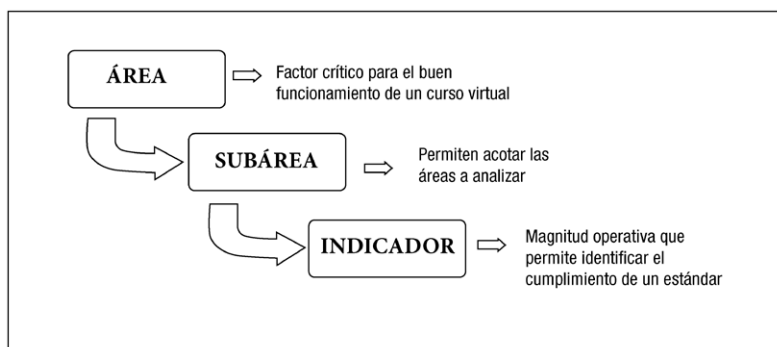 ÁREA
Factor crítico para el buen
funcionamiento de un curso virtual
SUBÁREA
Permiten acotar las
áreas a analizar
INDICADOR
Magnitud operativa que
permite identificar el
cumplimiento de un estándar